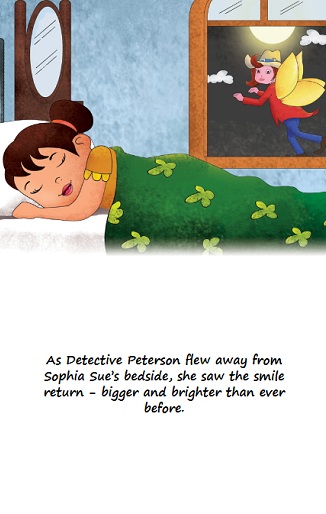 As Detective Peterson flew away from
Sophia Sue's bedside, she saw the smile
return – bigger and brighter than ever
before.